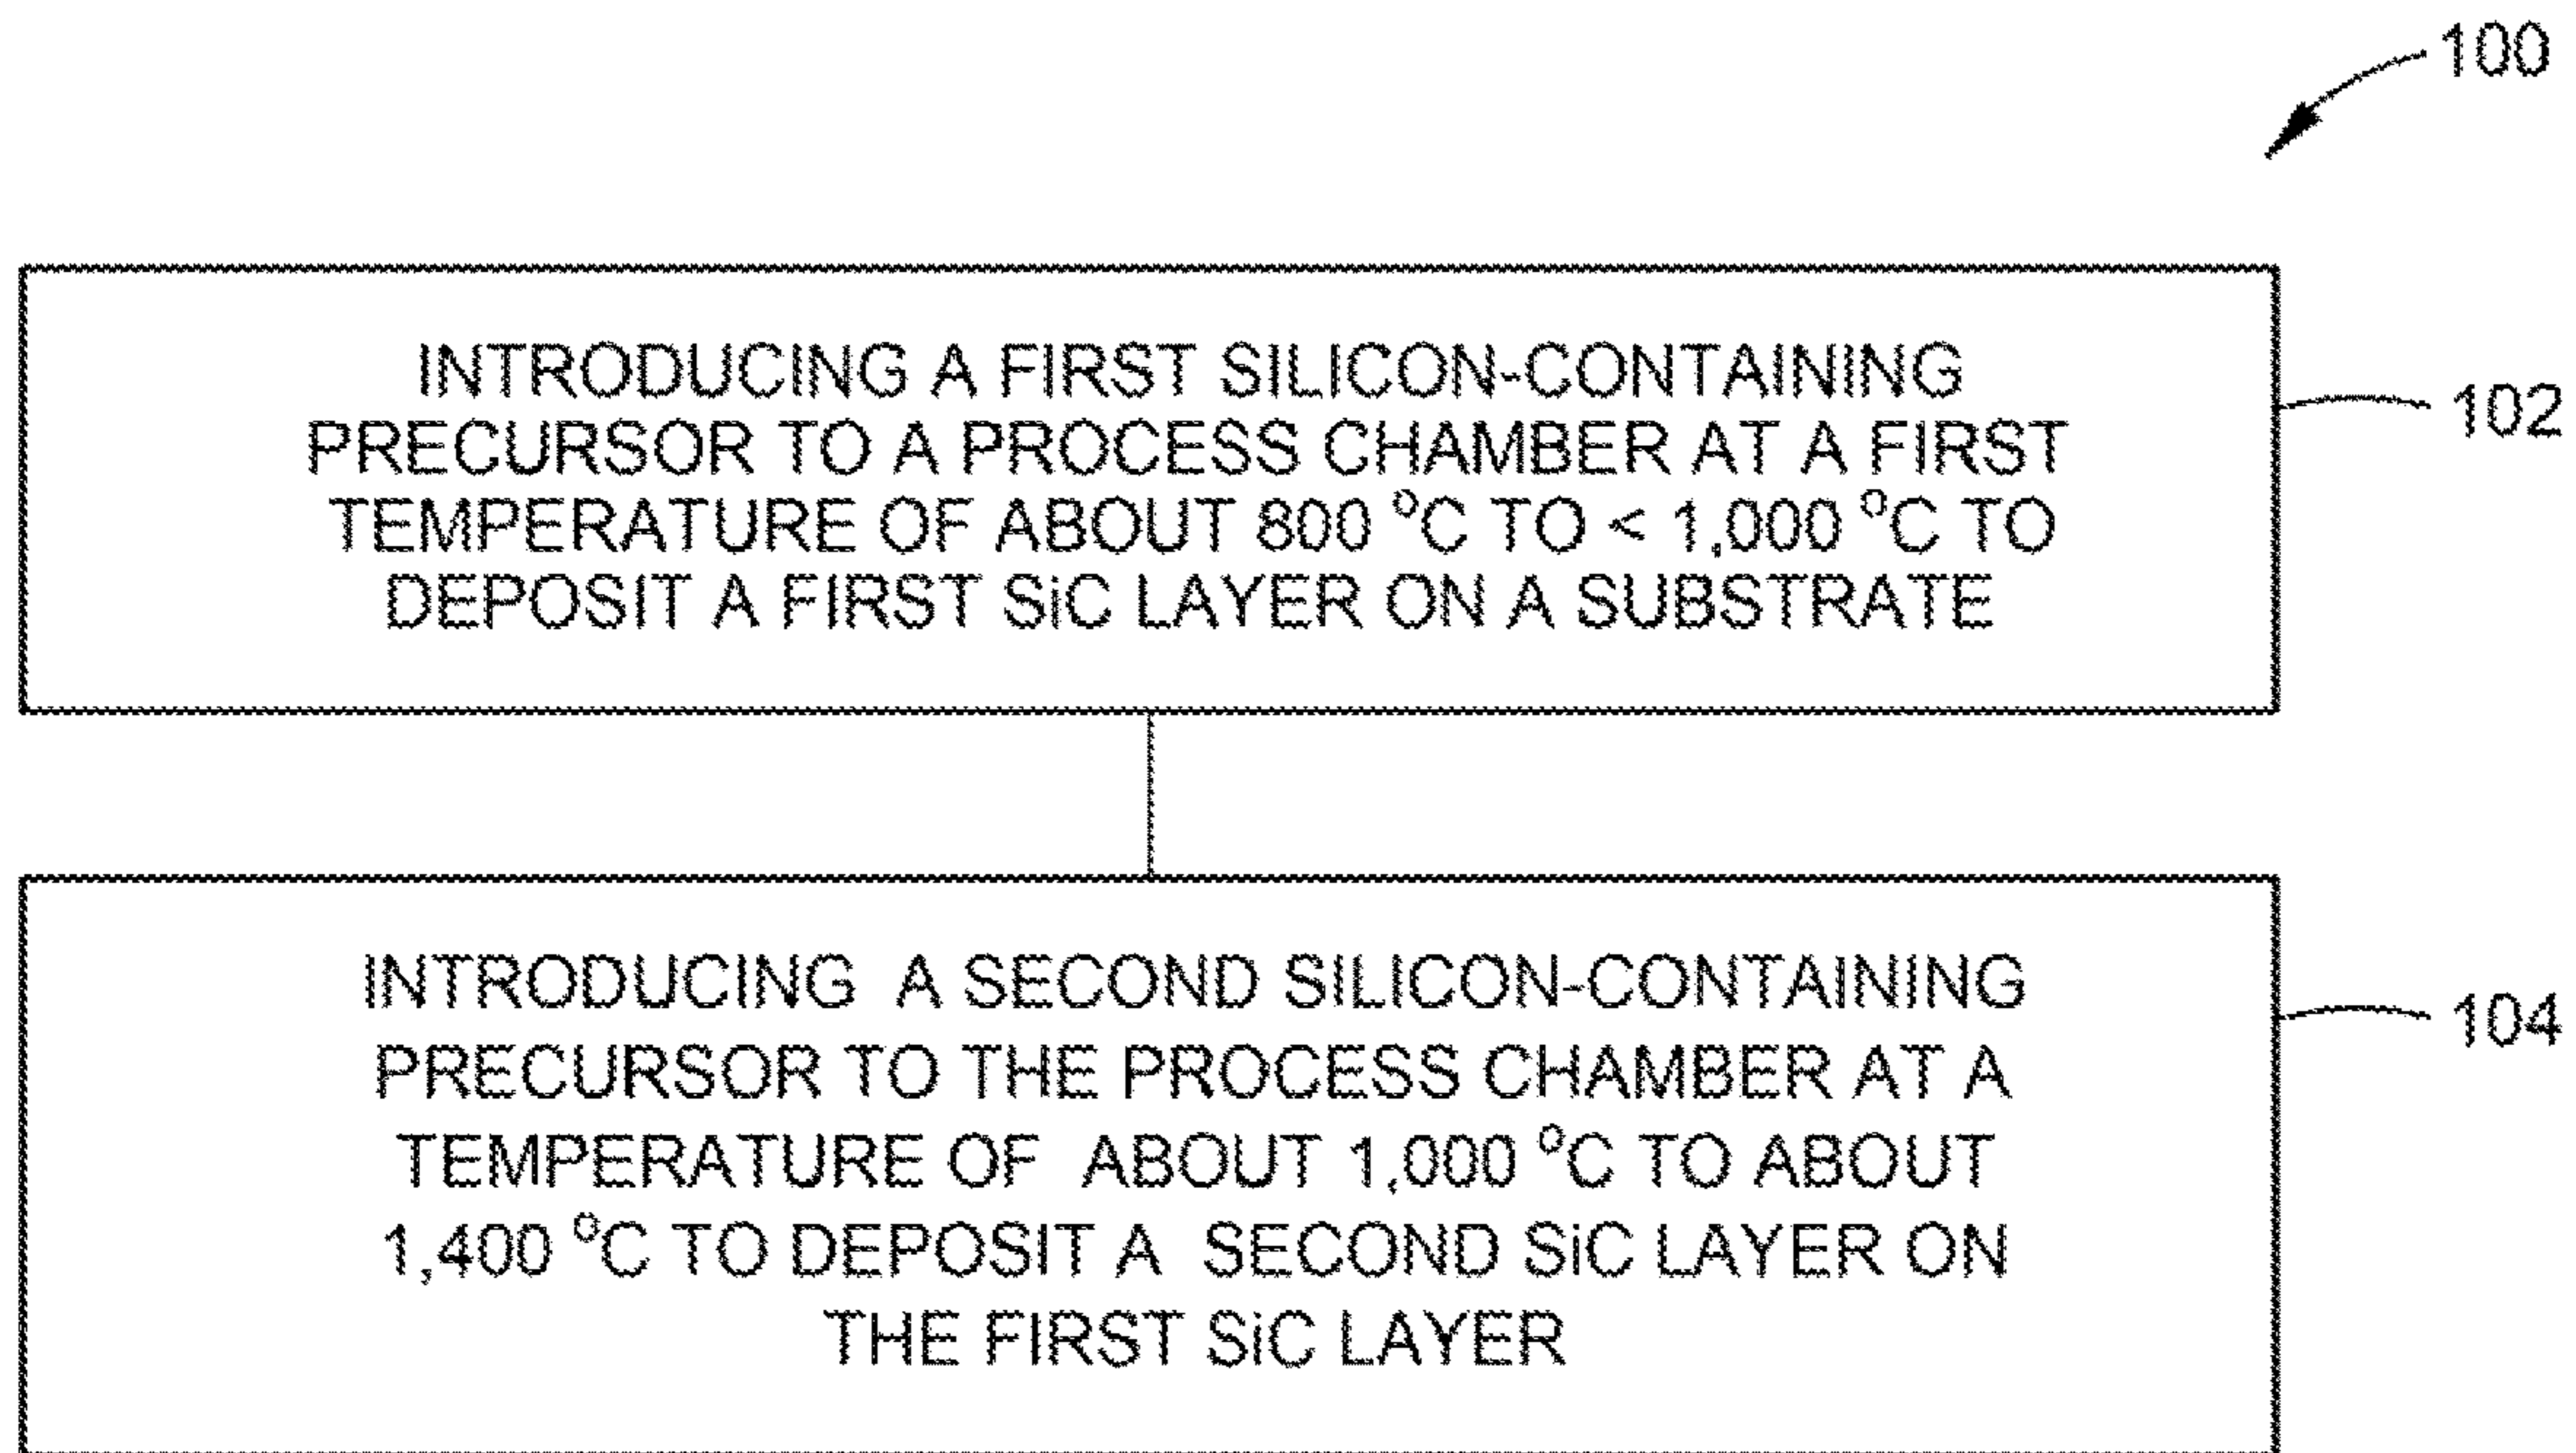 100
INTRODUCING A FIRST SILICON-CONTAINING
PRECURSOR TO A PROCESS CHAMBER AT A FIRST
TEMPERATURE OF ABOUT 800 °C TO < 1,000 °C TO
DEPOSIT A FIRST SiC LAYER ON A SUBSTRATE
102
INTRODUCING A SECOND SILICON-CONTAINING
PRECURSOR TO THE PROCESS CHAMBER AT A
TEMPERATURE OF ABOUT 1,000 °C TO ABOUT
1,400 °C TO DEPOSIT A SECOND SiC LAYER ON
THE FIRST SiC LAYER
104